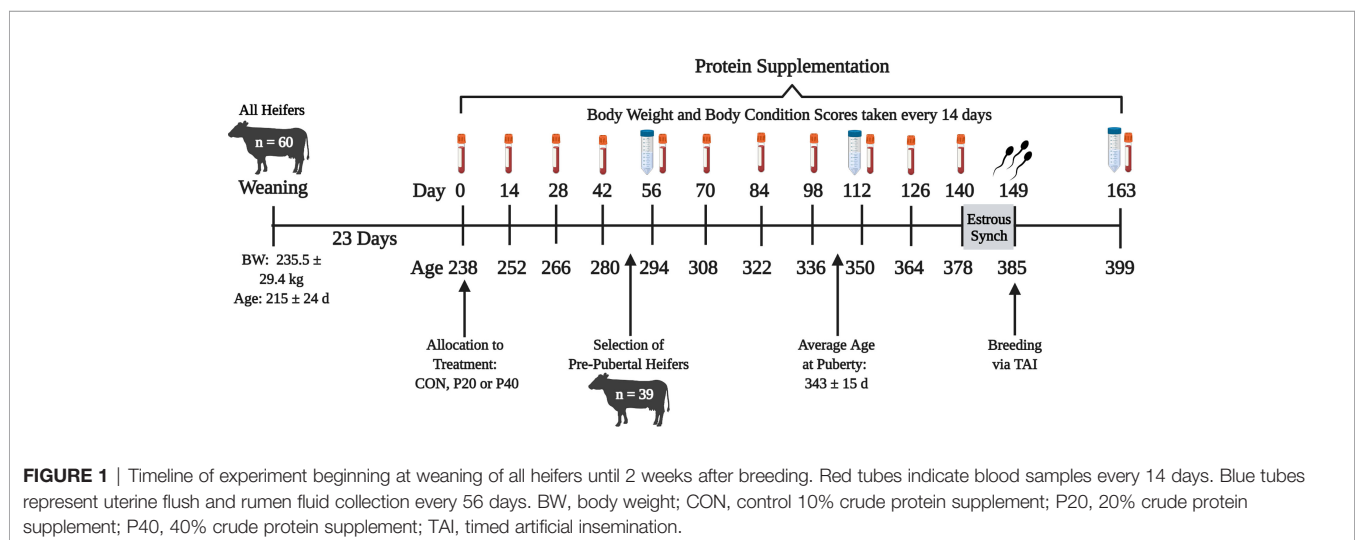 Protein Supplementation
All Heifers
n = 60
Weaning
Body Weight and Body Condition Scores taken every 14 days
Day 0 14 28 42 56 70 84 98 112 126 140 149 163
23 Days
Estrous
Synch
BW: 235.5 ±
29.4 kg
Age: 215 ± 24 d
Age 238 252 266 280 294 308 322 336 350 364 378 385 399
Allocation to
Treatment:
CON, P20 or P40
Selection of
Pre-Pubertal Heifers
n = 39
Average Age
at Puberty:
343 ± 15 d
Breeding
via TAI
FIGURE 1 | Timeline of experiment beginning at weaning of all heifers until 2 weeks after breeding. Red tubes indicate blood samples every 14 days. Blue tubes
represent uterine flush and rumen fluid collection every 56 days. BW, body weight; CON, control 10% crude protein supplement; P20, 20% crude protein
supplement; P40, 40% crude protein supplement; TAI, timed artificial insemination.